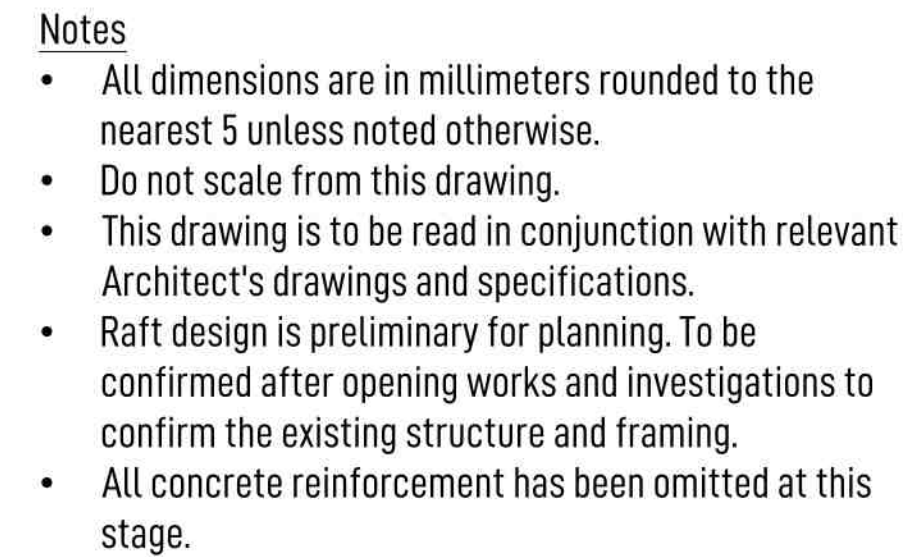 Notes
• All dimensions are in millimeters rounded to the
nearest 5 unless noted otherwise.
• Do not scale from this drawing.
• This drawing is to be read in conjunction with relevant
Architect's drawings and specifications.
• Raft design is preliminary for planning. To be
confirmed after opening works and investigations to
confirm the existing structure and framing.
• All concrete reinforcement has been omitted at this
stage.